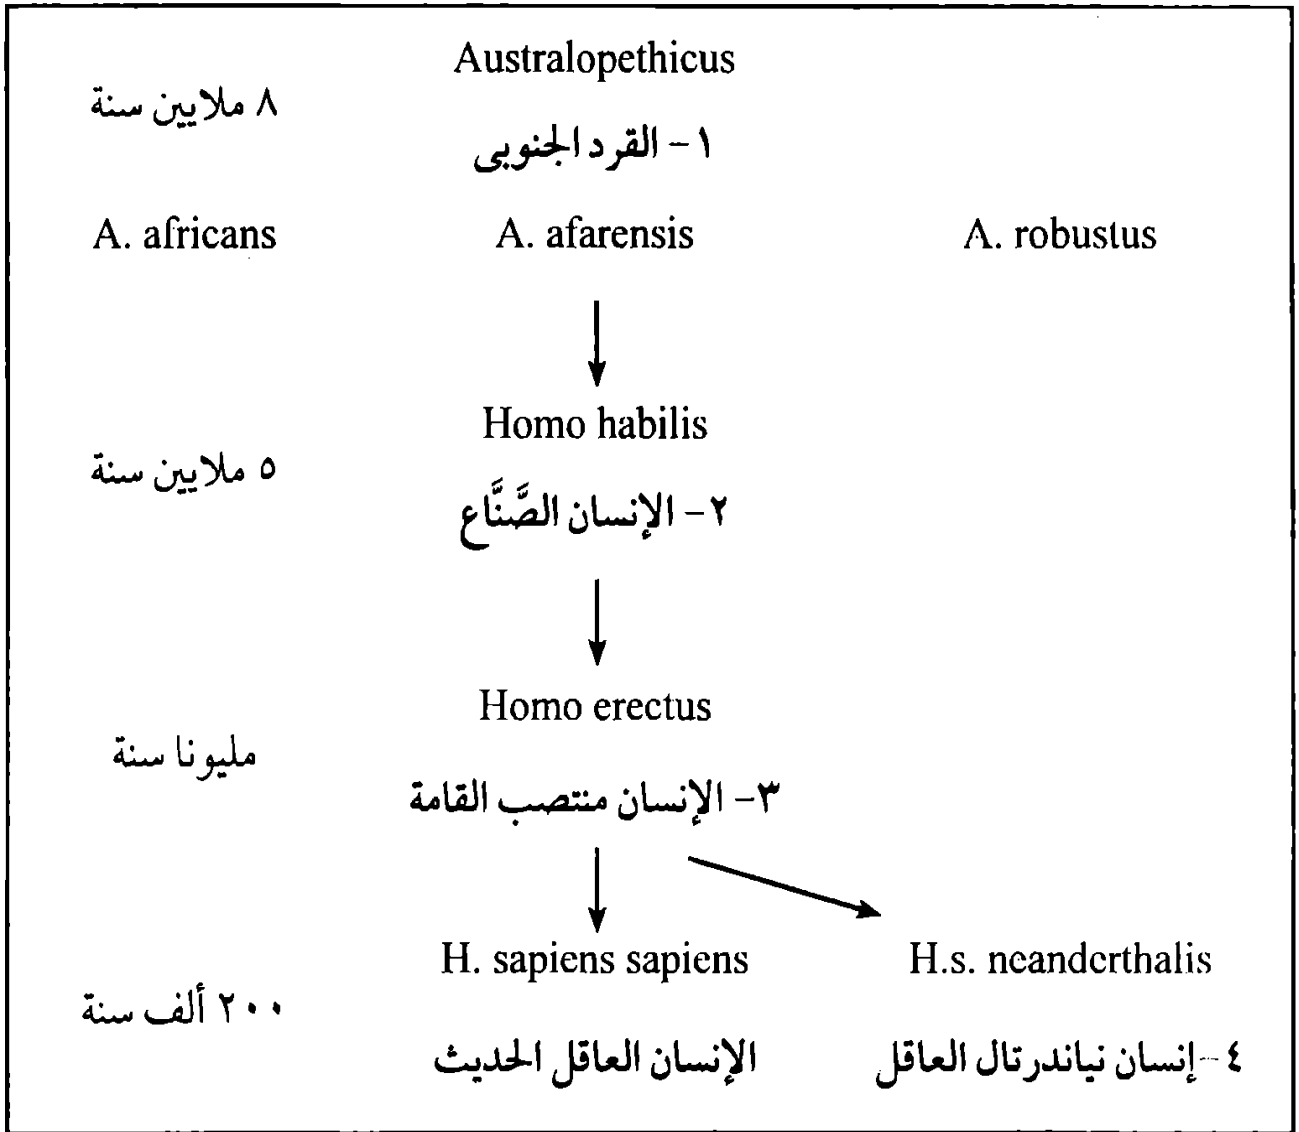 Australopethicus
٨ ملايين سنة
١ - القرد الجنوبى
A. africans A. afarensis A. robustus
Homo habilis
٥ ملايين سنة
٢ - الإنسان الصَّنَّاع
Homo erectus
مليونا سنة
٣- الإنسان منتصب القامة
H. sapiens sapiens H.s. neanderthalis
٢٠٠ ألف سنة
الإنسان العاقل الحديث
٤-إنسان نياندرتال العاقل